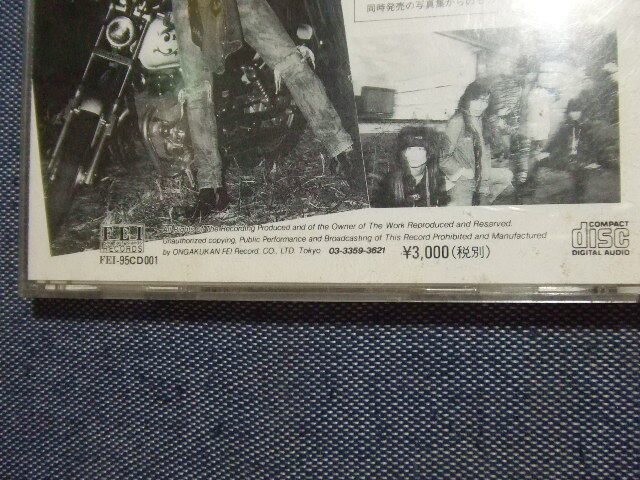 同時発売の写真集からの
FEI
RECORDS
FEI-95CD001
All Rights of The Recording Produced and of the Owner of The Work Reproduced and Reserved.
Unauthorized copying, Public Performance and Broadcasting of This Record Prohibited and Manufactured
by ONGAKUKAN FEI Record. CO., LTD. Tokyo 03-3359-3621
¥3,000(税別)
COMPACT
disc
DIGITAL AUDIO